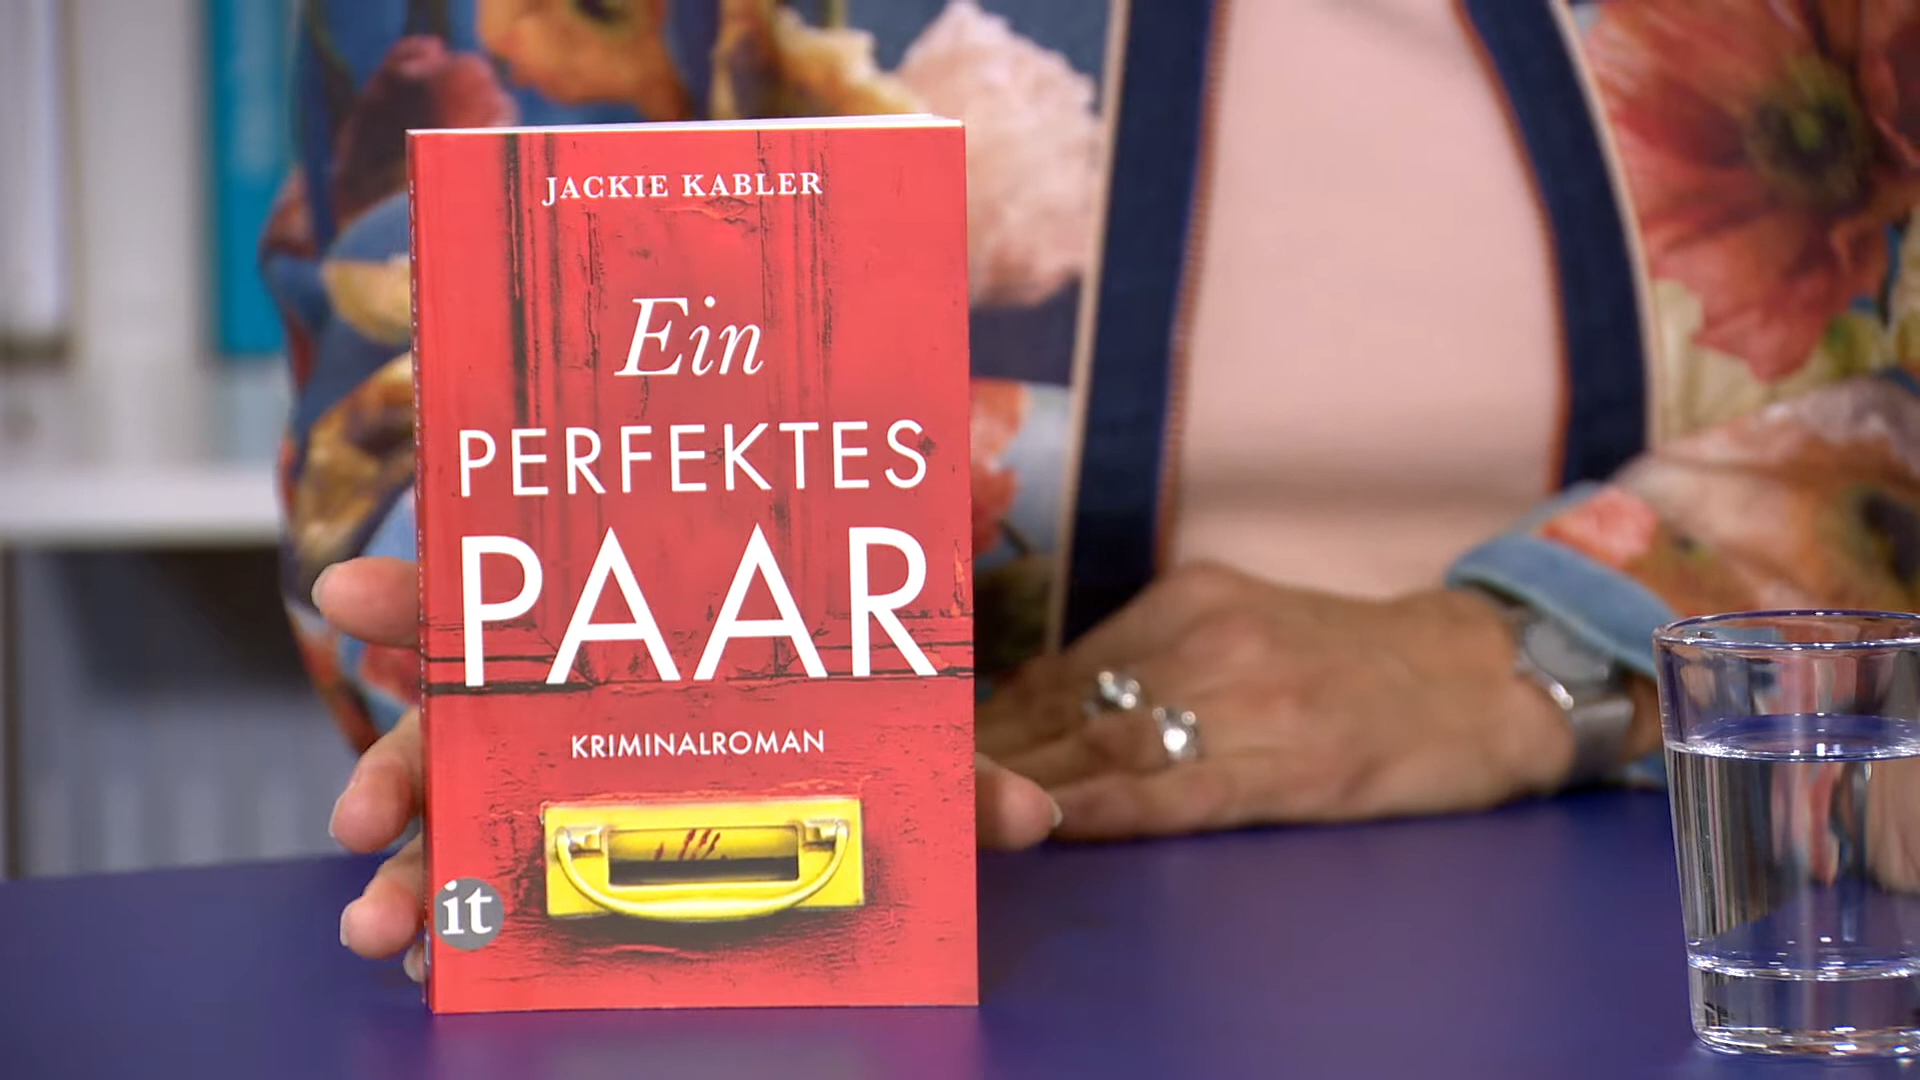 JACKIE KABLER
Ein
PERFEKTES
PAAR
KRIMINALROMAN
it